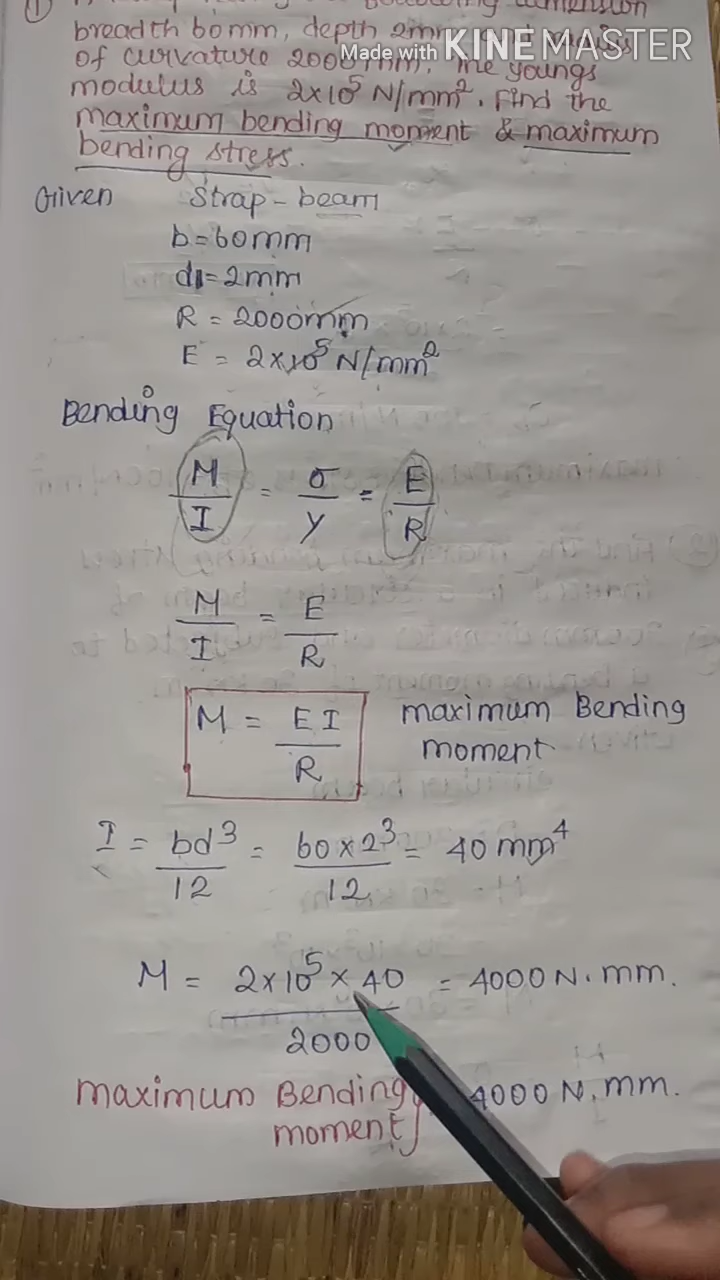 ①
breadth 60mm, depth 2mm
of curvature 2000mm. The youngs
Made with KINEMASTER
modulus is 2×10⁵ N/mm². Find the
maximum bending moment & maximum
bending stress.
Given Strap-beam
b=60mm
d=2mm
R = 2000mm
E = 2×10⁵ N/mm²
Bending Equation
M/I = σ/y = E/R
M/I = E/R
M = EI/R maximum Bending
moment
I = bd³/12 = 60×2³/12 = 40 mm⁴
M = 2×10⁵×40/2000 = 4000 N.mm.
maximum Bending 4000 N.mm.
moment